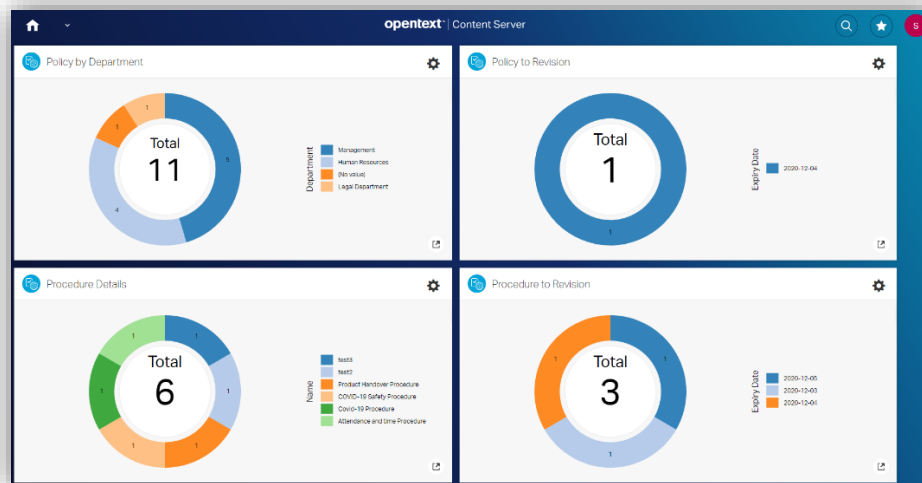 opentext™ | Content Server
S
Policy by Department
1
1
5
4
Total
11
Department
Management
Human Resources
(No value)
Legal Department
Policy to Revision
Total
1
1
Expiry Date
2020-12-04
Procedure Details
1
1
1
1
1
1
Total
6
Name
test3
test2
Product Handover Procedure
COVID-19 Safety Procedure
Covid-19 Procedure
Attendance and time Procedure
Procedure to Revision
1
1
1
Total
3
Expiry Date
2020-12-05
2020-12-03
2020-12-04